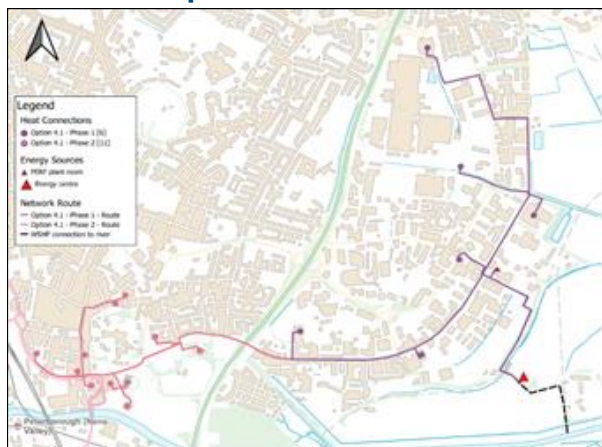 Legend
Heat Connections
Option 4.1 - Phase 1 [6]
Option 4.1 - Phase 2 [11]
Energy Sources
plant room
Energy centre
Network Route
Option 4.1 - Phase 1 - Route
Option 4.1 - Phase 2 - Route
WSHP connection to river
Peterborough (Nene
Valley)